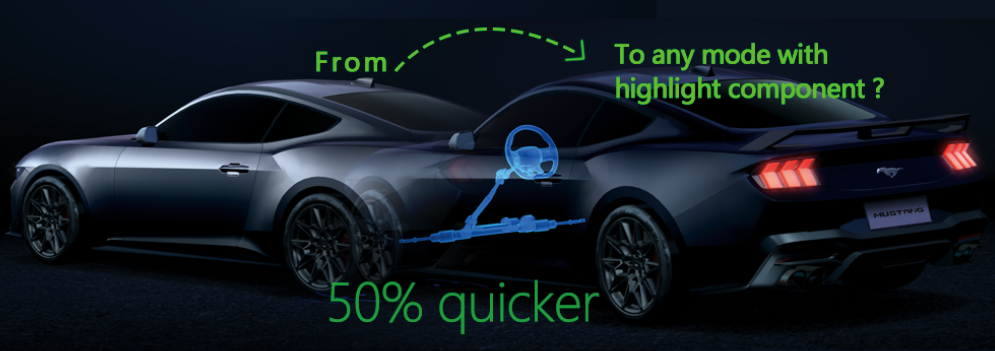 From
To any mode with
highlight component ?
MUSTANG
50% quicker